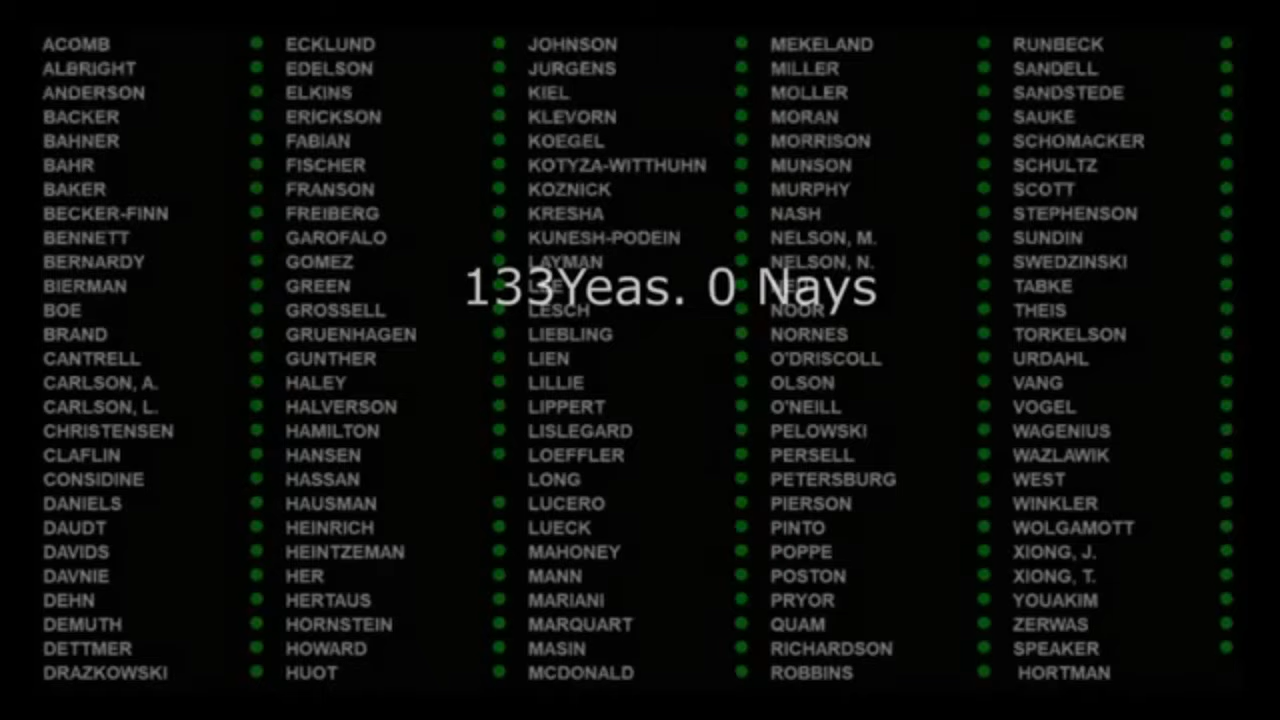 ACOMB
ALBRIGHT
ANDERSON
BACKER
BAHNER
BAHR
BAKER
BECKER-FINN
BENNETT
BERNARDY
BIERMAN
BOE
BRAND
CANTRELL
CARLSON, A.
CARLSON, L.
CHRISTENSEN
CLAFLIN
CONSIDINE
DANIELS
DAUDT
DAVIDS
DAVNIE
DEHN
DEMUTH
DETTMER
DRAZKOWSKI
ECKLUND
EDELSON
ELKINS
ERICKSON
FABIAN
FISCHER
FRANSON
FREIBERG
GAROFALO
GOMEZ
GREEN
GROSSELL
GRUENHAGEN
GUNTHER
HALEY
HALVERSON
HAMILTON
HANSEN
HASSAN
HAUSMAN
HEINRICH
HEINTZEMAN
HER
HERTAUS
HORNSTEIN
HOWARD
HUOT
JOHNSON
JURGENS
KIEL
KLEVORN
KOEGEL
KOTYZA-WITTHUHN
KOZNICK
KRESHA
KUNESH-PODEIN
LAYMAN
133Yeas. 0 Nays
LESCH
LIEBLING
LIEN
LILLIE
LIPPERT
LISLEGARD
LOEFFLER
LONG
LUCERO
LUECK
MAHONEY
MANN
MARIANI
MARQUART
MASIN
MCDONALD
MEKELAND
MILLER
MOLLER
MORAN
MORRISON
MUNSON
MURPHY
NASH
NELSON, M.
NELSON, N.
NOOR
NORNES
O'DRISCOLL
OLSON
O'NEILL
PELOWSKI
PERSELL
PETERSBURG
PIERSON
PINTO
POPPE
POSTON
PRYOR
QUAM
RICHARDSON
ROBBINS
RUNBECK
SANDELL
SANDSTEDE
SAUKE
SCHOMACKER
SCHULTZ
SCOTT
STEPHENSON
SUNDIN
SWEDZINSKI
TABKE
THEIS
TORKELSON
URDAHL
VANG
VOGEL
WAGENIUS
WAZLAWIK
WEST
WINKLER
WOLGAMOTT
XIONG, J.
XIONG, T.
YOUAKIM
ZERWAS
SPEAKER
HORTMAN